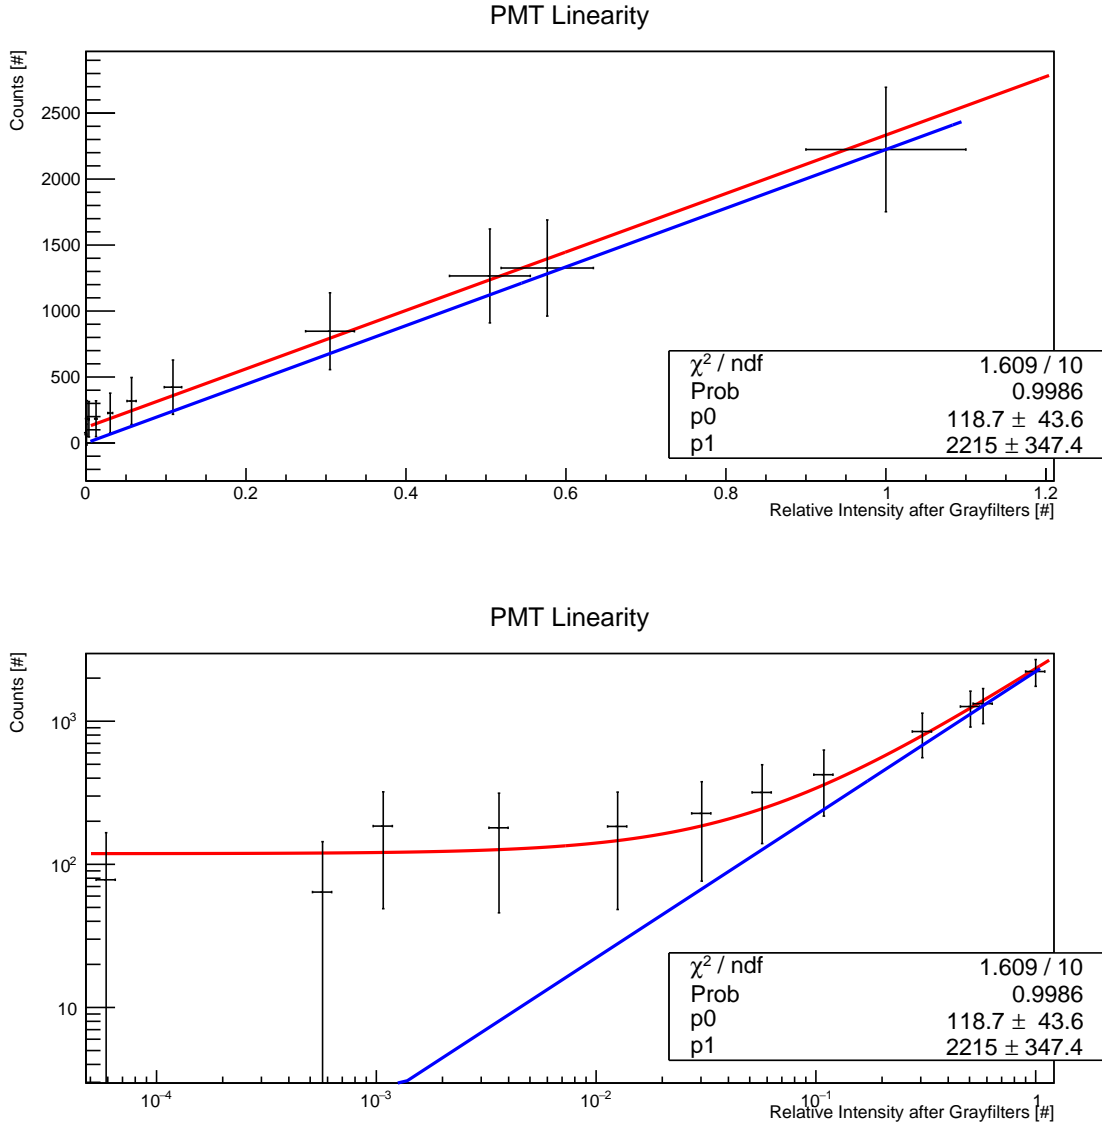 PMT Linearity
Counts [#]
2500
2000
1500
1000
500
0
0 0.2 0.4 0.6 0.8 1 1.2
Relative Intensity after Grayfilters [#]
χ² / ndf 1.609 / 10
Prob 0.9986
p0 118.7 ± 43.6
p1 2215 ± 347.4
PMT Linearity
Counts [#]
10³
10²
10
10⁻⁴ 10⁻³ 10⁻² 10⁻¹ 1
Relative Intensity after Grayfilters [#]
χ² / ndf 1.609 / 10
Prob 0.9986
p0 118.7 ± 43.6
p1 2215 ± 347.4